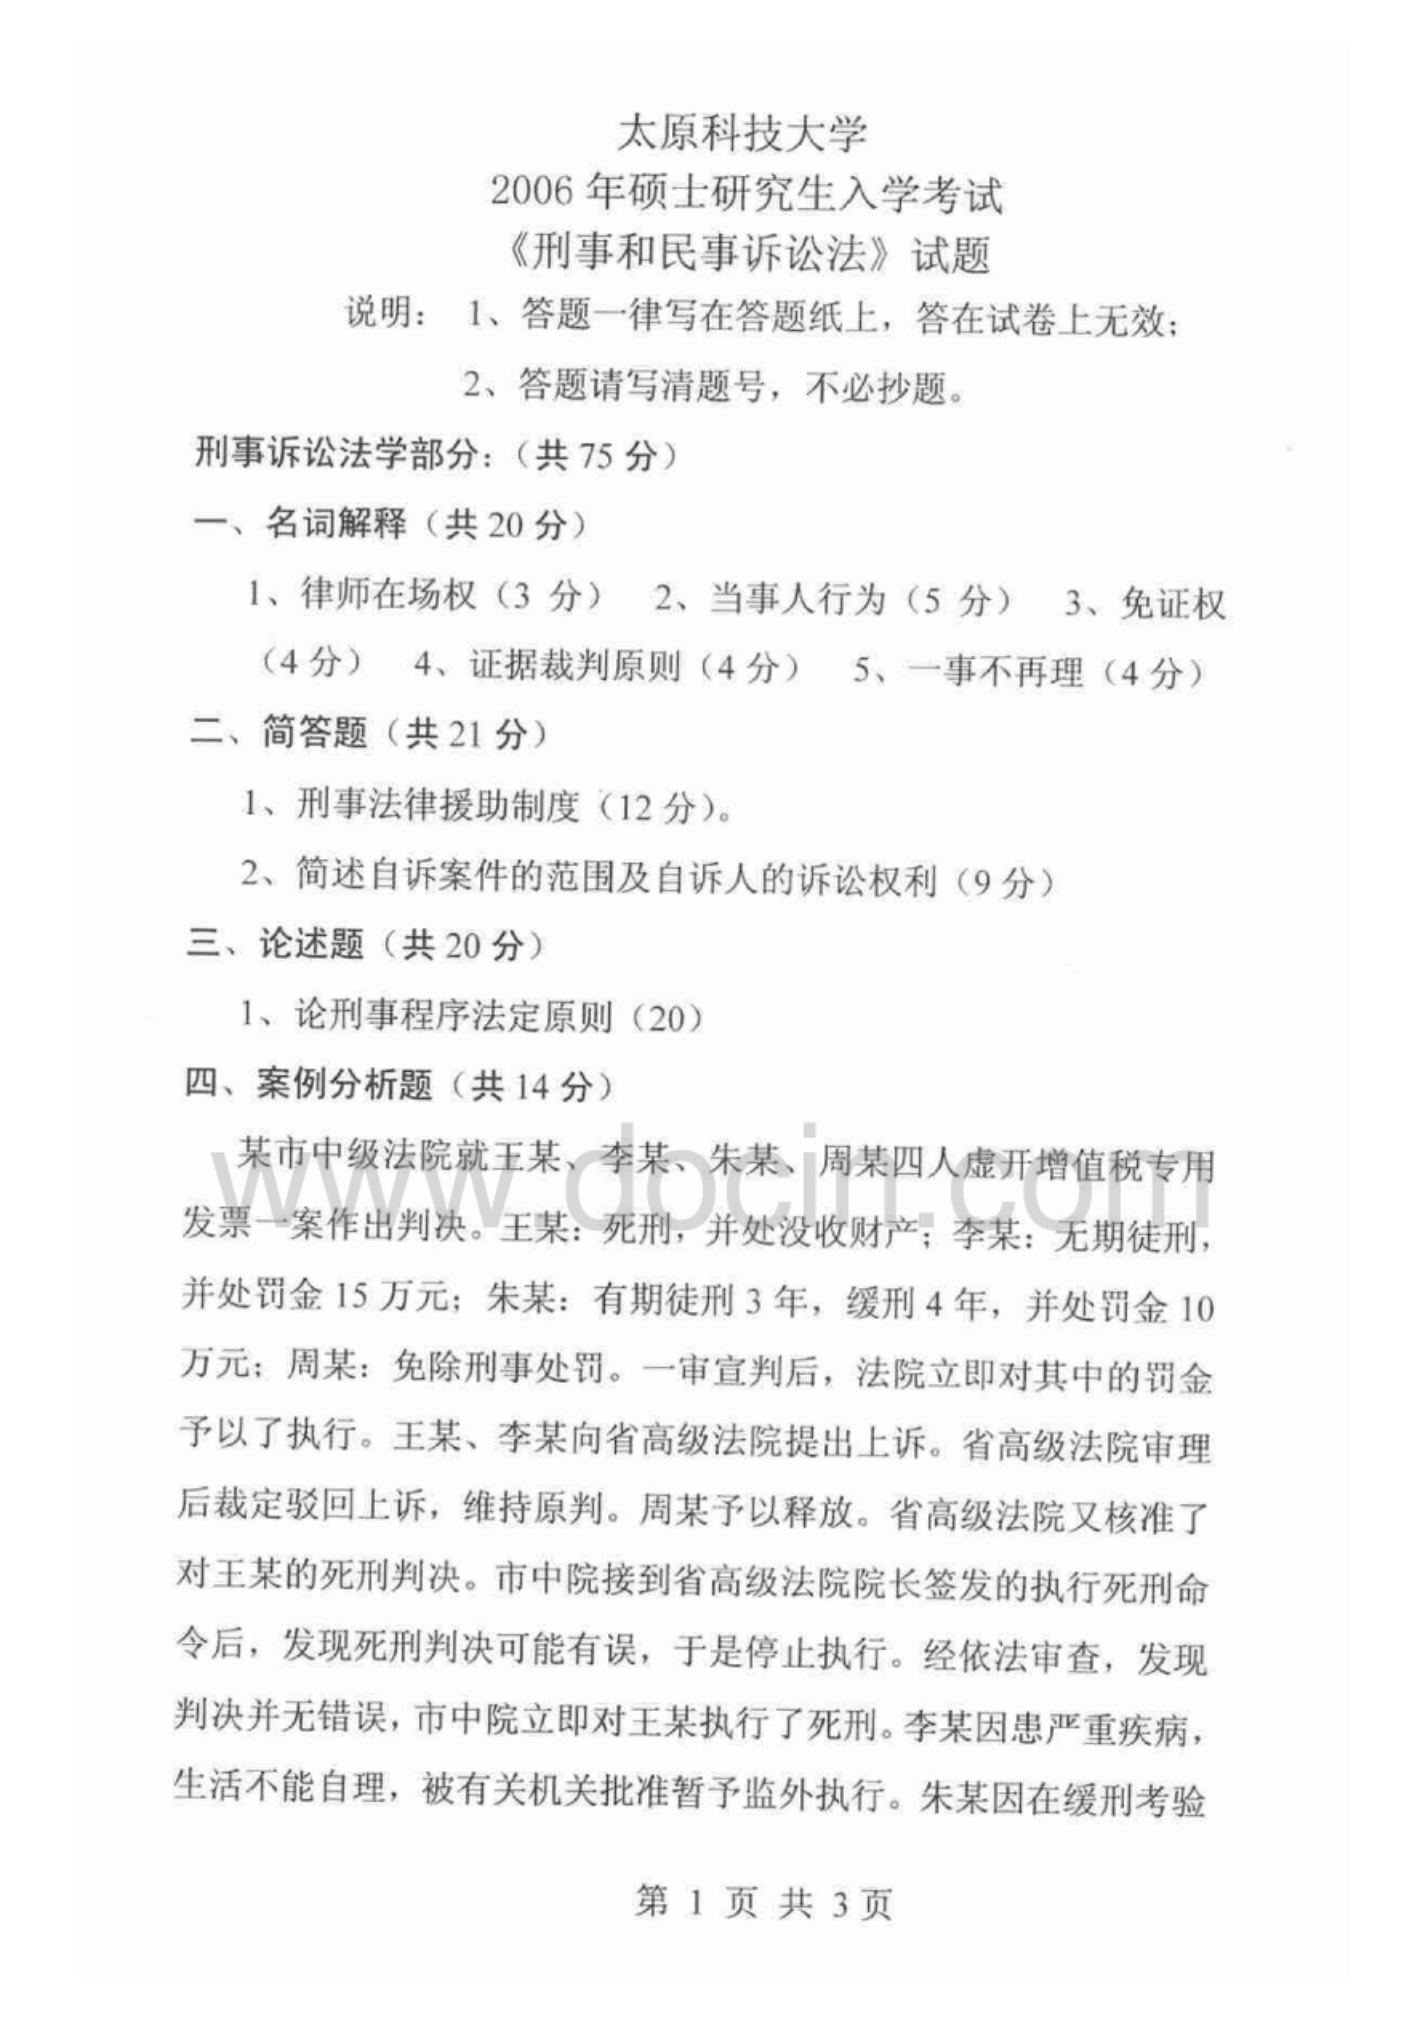 太原科技大学
2006 年硕士研究生入学考试
《刑事和民事诉讼法》试题
说明： 1、答题一律写在答题纸上，答在试卷上无效；
2、答题请写清题号，不必抄题。
刑事诉讼法学部分：（共 75 分）
一、名词解释（共 20 分）
1、律师在场权（3 分） 2、当事人行为（5 分） 3、免证权
（4 分） 4、证据裁判原则（4 分） 5、一事不再理（4 分）
二、简答题（共 21 分）
1、刑事法律援助制度（12 分）。
2、简述自诉案件的范围及自诉人的诉讼权利（9 分）
三、论述题（共 20 分）
1、论刑事程序法定原则（20）
四、案例分析题（共 14 分）
某市中级法院就王某、李某、朱某、周某四人虚开增值税专用
发票一案作出判决。王某：死刑，并处没收财产；李某：无期徒刑，
并处罚金 15 万元；朱某：有期徒刑 3 年，缓刑 4 年，并处罚金 10
万元；周某：免除刑事处罚。一审宣判后，法院立即对其中的罚金
予以了执行。王某、李某向省高级法院提出上诉。省高级法院审理
后裁定驳回上诉，维持原判。周某予以释放。省高级法院又核准了
对王某的死刑判决。市中院接到省高级法院院长签发的执行死刑命
令后，发现死刑判决可能有误，于是停止执行。经依法审查，发现
判决并无错误，市中院立即对王某执行了死刑。李某因患严重疾病，
生活不能自理，被有关机关批准暂予监外执行。朱某因在缓刑考验
第 1 页 共 3 页
www.docin.com